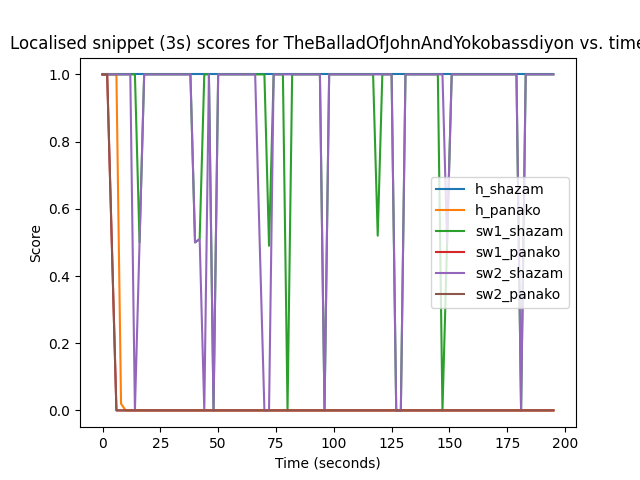 Localised snippet (3s) scores for TheBalladOfJohnAndYokobassdiyon vs. time
1.0
0.8
0.6
0.4
0.2
0.0
Score
h_shazam
h_panako
sw1_shazam
sw1_panako
sw2_shazam
sw2_panako
0 25 50 75 100 125 150 175 200
Time (seconds)